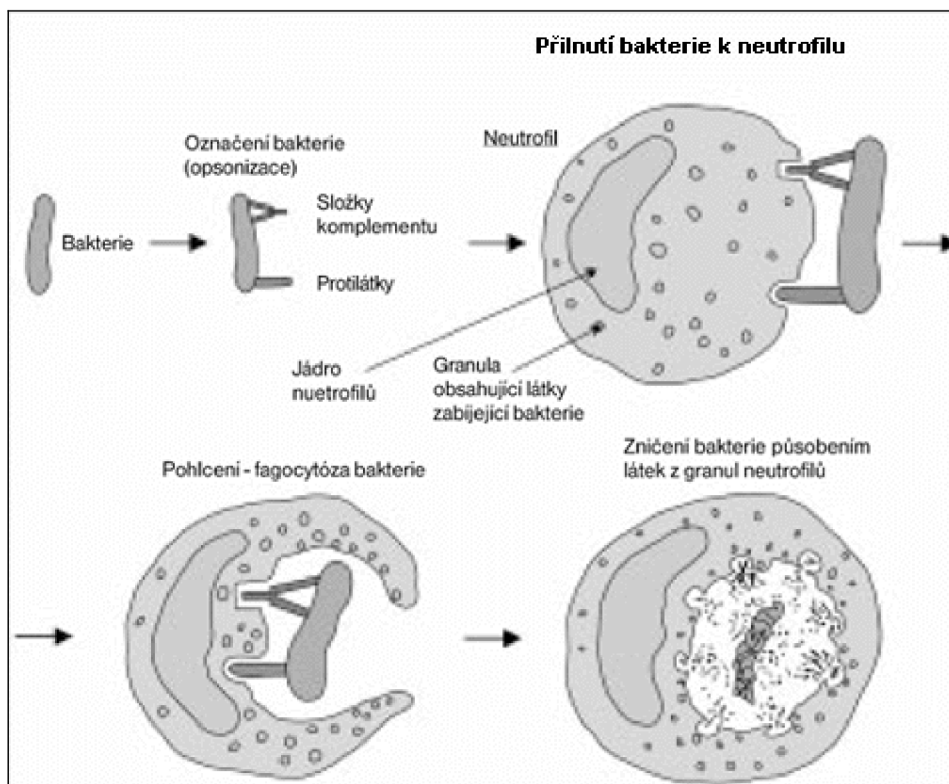 Přilnutí bakterie k neutrofilu
Označení bakterie
(opsonizace)
Neutrofil
Bakterie
Složky
komplementu
Protilátky
Jádro
nuetrofilů
Granula
obsahující látky
zabíjející bakterie
Pohlcení - fagocytóza bakterie
Zničení bakterie působením
látek z granul neutrofilů